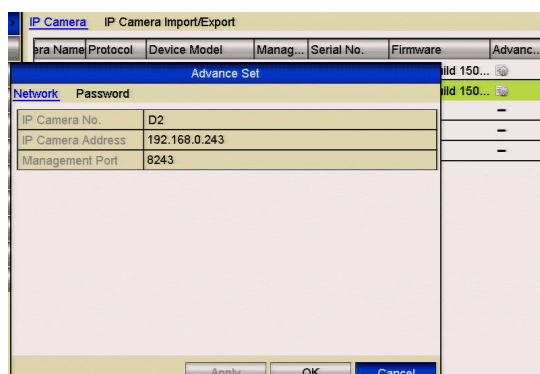 IP Camera IP Camera Import/Export
era Name Protocol Device Model Manag... Serial No. Firmware Advanc...
Advance Set
ild 150...
Network Password
ild 150...
IP Camera No. D2
IP Camera Address 192.168.0.243
Management Port 8243
Apply OK Cancel